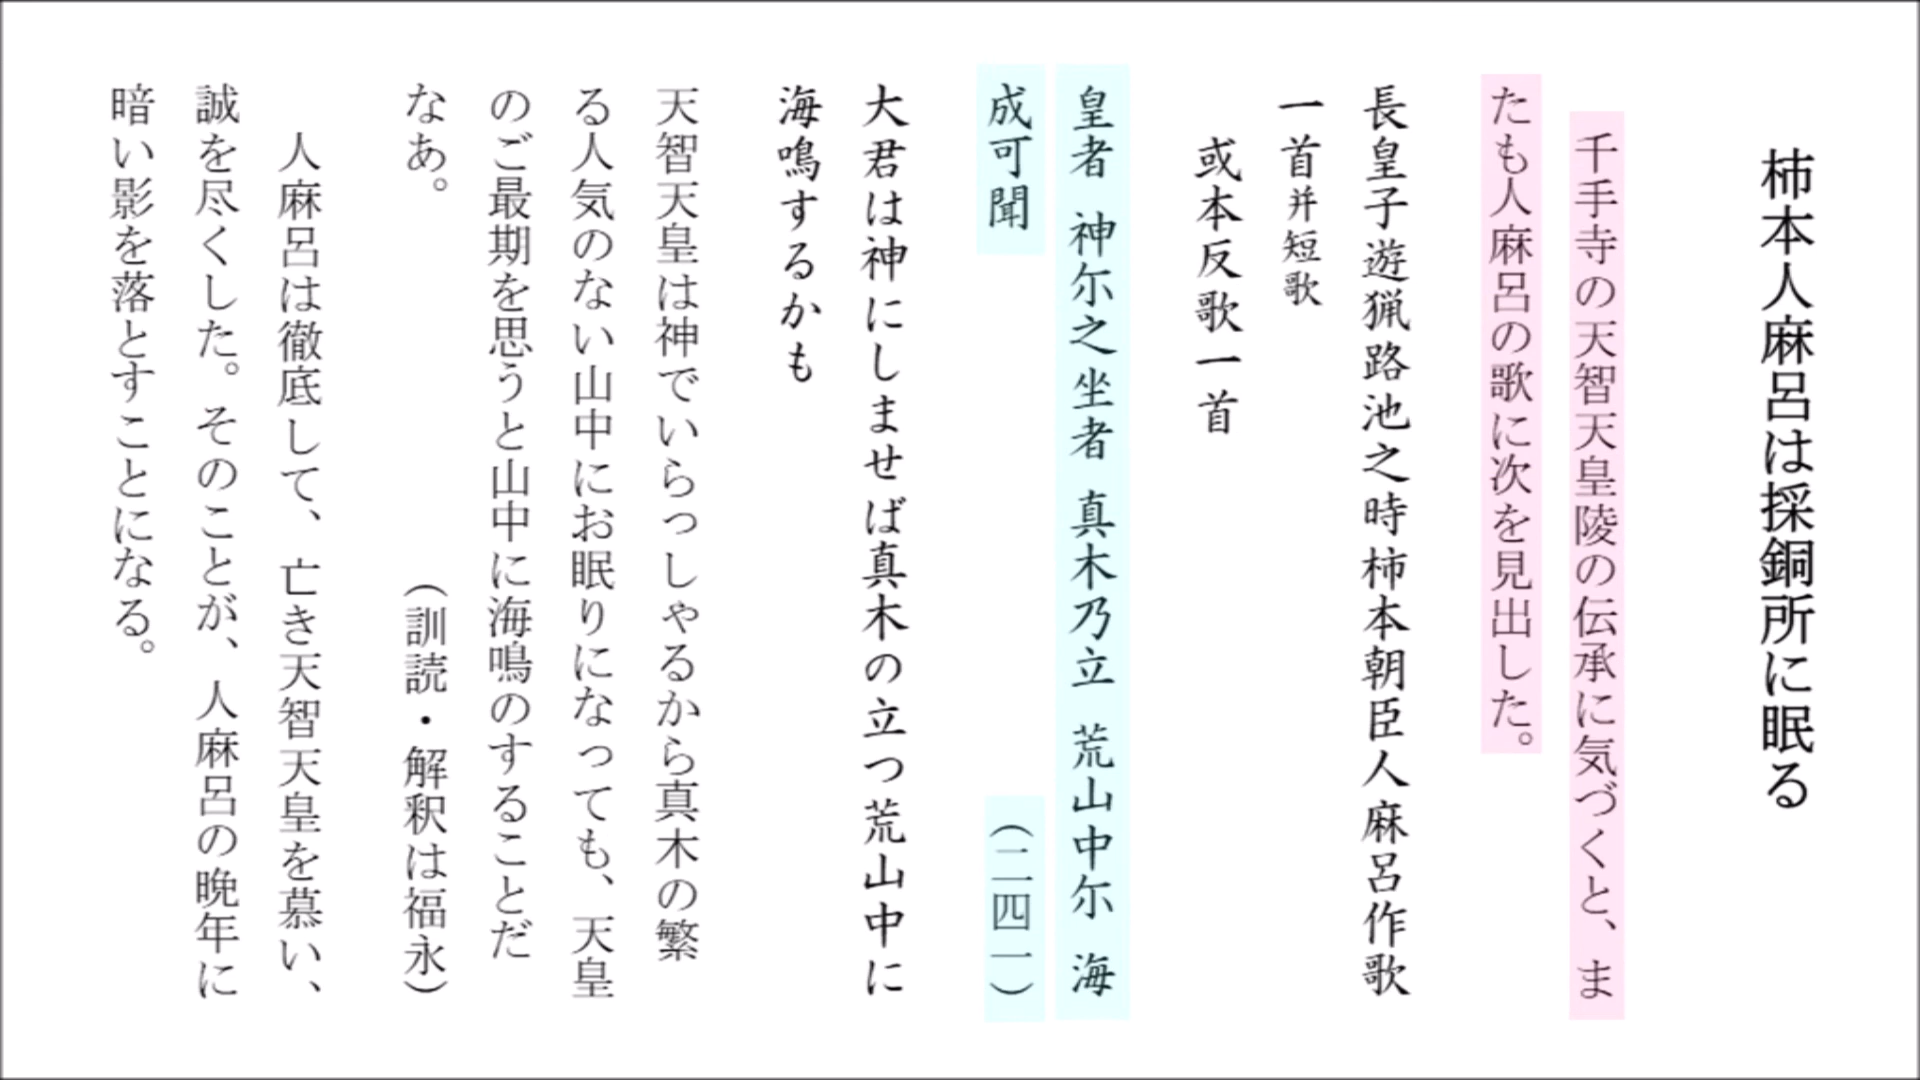 柿本人麻呂は採銅所に眠る
千手寺の天智天皇陵の伝承に気づくと、ま
たも人麻呂の歌に次を見出した。
長皇子遊猟路池之時柿本朝臣人麻呂作歌
一首并短歌
或本反歌一首
皇者 神尓之坐者 真木乃立 荒山中尓 海
成可聞 (二四一)
大君は神にしませば真木の立つ荒山中に
海鳴するかも
天智天皇は神でいらっしゃるから真木の繁
る人気のない山中にお眠りになっても、天皇
のご最期を思うと山中に海鳴のすることだ
なあ。 (訓読・解釈は福永)
人麻呂は徹底して、亡き天智天皇を慕い、
誠を尽くした。そのことが、人麻呂の晩年に
暗い影を落とすことになる。